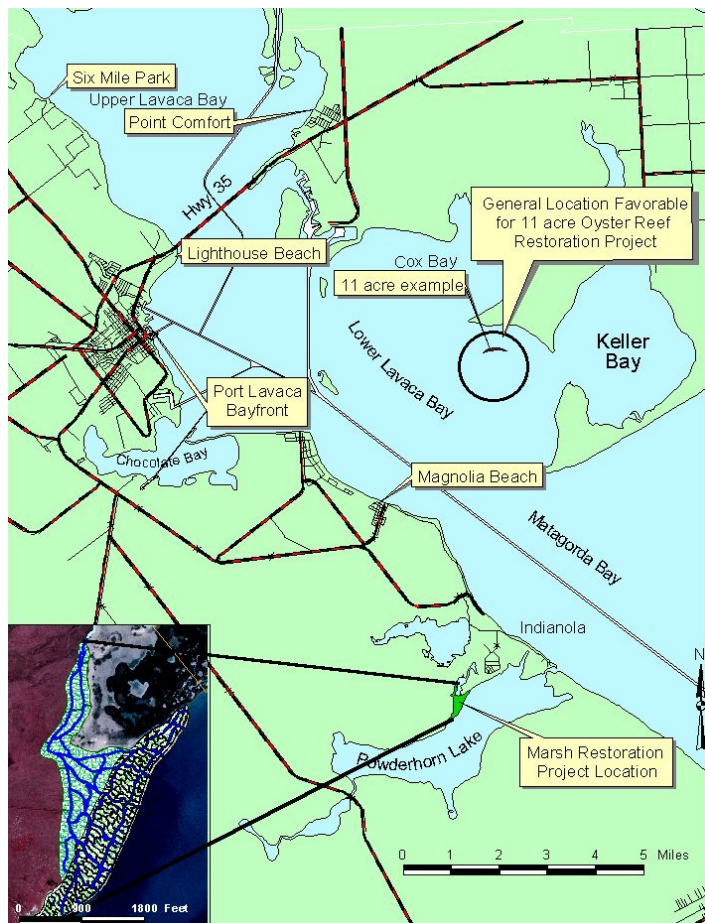 Six Mile Park
Upper Lavaca Bay
Point Comfort
Hwy 35
General Location Favorable
for 11 acre Oyster Reef
Restoration Project
Lighthouse Beach
Cox Bay
11 acre example
Lower Lavaca Bay
Keller
Bay
Port Lavaca
Bayfront
Chocolate Bay
Magnolia Beach
Matagorda Bay
Indianola
N
Marsh Restoration
Project Location
Powderhorn Lake
0 1 2 3 4 5 Miles
0 900 1800 Feet